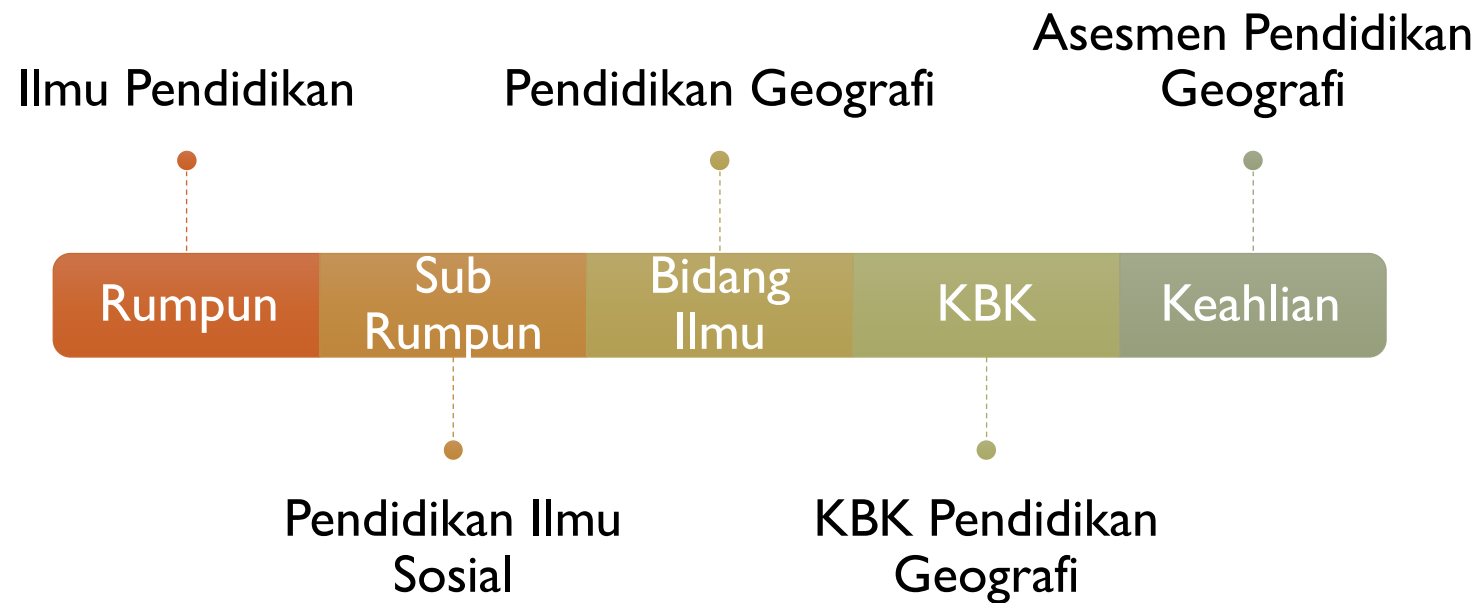 Ilmu Pendidikan
Pendidikan Geografi
Asesmen Pendidikan
Geografi
Rumpun
Sub
Rumpun
Bidang
Ilmu
KBK
Keahlian
Pendidikan Ilmu
Sosial
KBK Pendidikan
Geografi